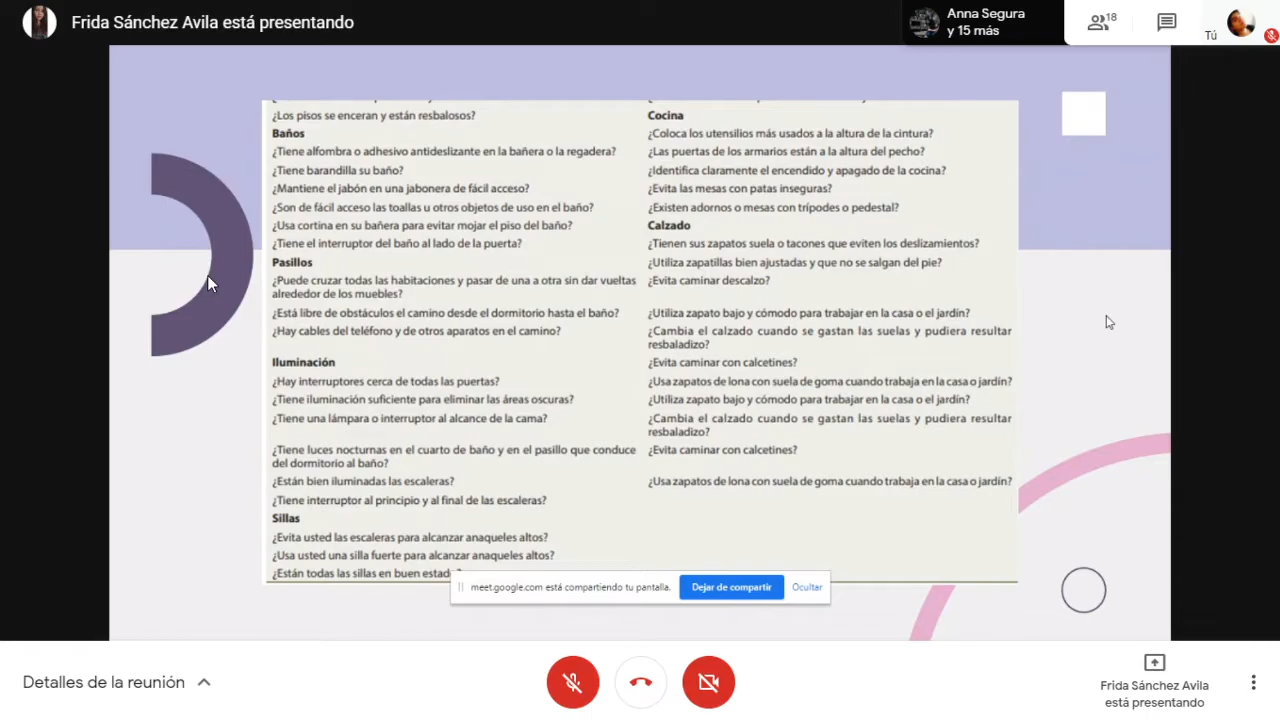 Frida Sánchez Avila está presentando
Anna Segura
y 15 más
18
Tú
¿Los pisos se enceran y están resbalosos?
Baños
¿Tiene alfombra o adhesivo antideslizante en la bañera o la regadera?
¿Tiene barandilla su baño?
¿Mantiene el jabón en una jabonera de fácil acceso?
¿Son de fácil acceso las toallas u otros objetos de uso en el baño?
¿Usa cortina en su bañera para evitar mojar el piso del baño?
¿Tiene el interruptor del baño al lado de la puerta?
Pasillos
¿Puede cruzar todas las habitaciones y pasar de una a otra sin dar vueltas
alrededor de los muebles?
¿Está libre de obstáculos el camino desde el dormitorio hasta el baño?
¿Hay cables del teléfono y de otros aparatos en el camino?
Iluminación
¿Hay interruptores cerca de todas las puertas?
¿Tiene iluminación suficiente para eliminar las áreas oscuras?
¿Tiene una lámpara o interruptor al alcance de la cama?
¿Tiene luces nocturnas en el cuarto de baño y en el pasillo que conduce
del dormitorio al baño?
¿Están bien iluminadas las escaleras?
¿Tiene interruptor al principio y al final de las escaleras?
Sillas
¿Evita usted las escaleras para alcanzar anaqueles altos?
¿Usa usted una silla fuerte para alcanzar anaqueles altos?
¿Están todas las sillas en buen estado?
Cocina
¿Coloca los utensilios más usados a la altura de la cintura?
¿Las puertas de los armarios están a la altura del pecho?
¿Identifica claramente el encendido y apagado de la cocina?
¿Evita las mesas con patas inseguras?
¿Existen adornos o mesas con trípodes o pedestal?
Calzado
¿Tienen sus zapatos suela o tacones que eviten los deslizamientos?
¿Utiliza zapatillas bien ajustadas y que no se salgan del pie?
¿Evita caminar descalzo?
¿Utiliza zapato bajo y cómodo para trabajar en la casa o el jardín?
¿Cambia el calzado cuando se gastan las suelas y pudiera resultar
resbaladizo?
¿Evita caminar con calcetines?
¿Usa zapatos de lona con suela de goma cuando trabaja en la casa o jardín?
¿Utiliza zapato bajo y cómodo para trabajar en la casa o el jardín?
¿Cambia el calzado cuando se gastan las suelas y pudiera resultar
resbaladizo?
¿Evita caminar con calcetines?
¿Usa zapatos de lona con suela de goma cuando trabaja en la casa o jardín?
meet.google.com está compartiendo tu pantalla.
Dejar de compartir
Ocultar
Detalles de la reunión
Frida Sánchez Avila
está presentando